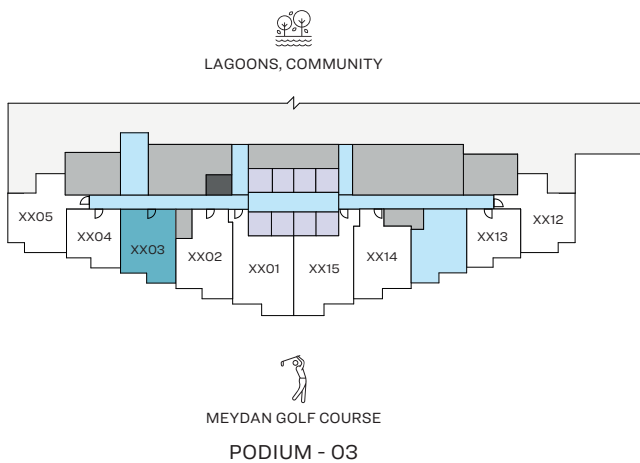 LAGOONS, COMMUNITY
XX05
XX04
XX03
XX02
XX01
XX15
XX14
XX13
XX12
MEYDAN GOLF COURSE
PODIUM - 03